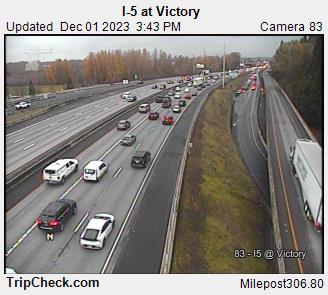 I-5 at Victory
Updated Dec 01 2023 3:43 PM Camera 83
N
83 - I5 @ Victory
TripCheck.com Milepost306.80